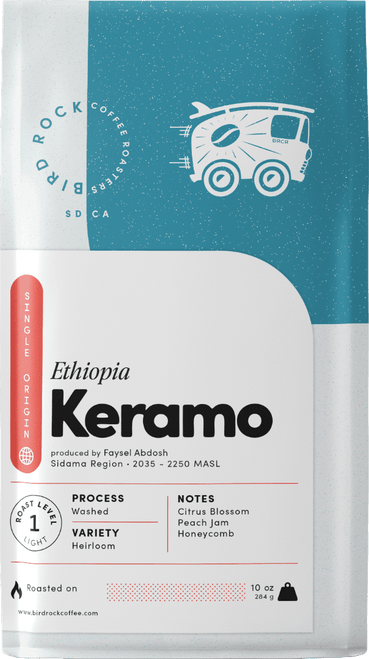 BIRD ROCK
COFFEE ROASTERS
SD CA
BRCR
SINGLE ORIGIN
Ethiopia
Keramo
produced by Faysel Abdosh
Sidama Region • 2035 - 2250 MASL
ROAST LEVEL
1
LIGHT
PROCESS
Washed
VARIETY
Heirloom
NOTES
Citrus Blossom
Peach Jam
Honeycomb
Roasted on
10 oz
284 g
www.birdrockcoffee.com